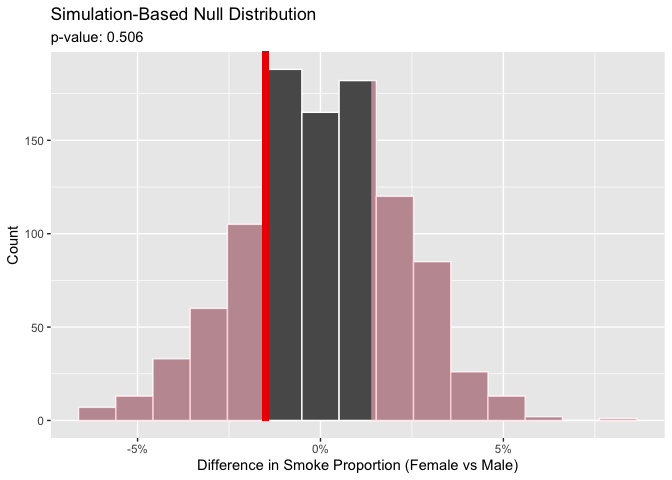 Simulation-Based Null Distribution
p-value: 0.506
150
100
50
0
-5%
0%
5%
Count
Difference in Smoke Proportion (Female vs Male)